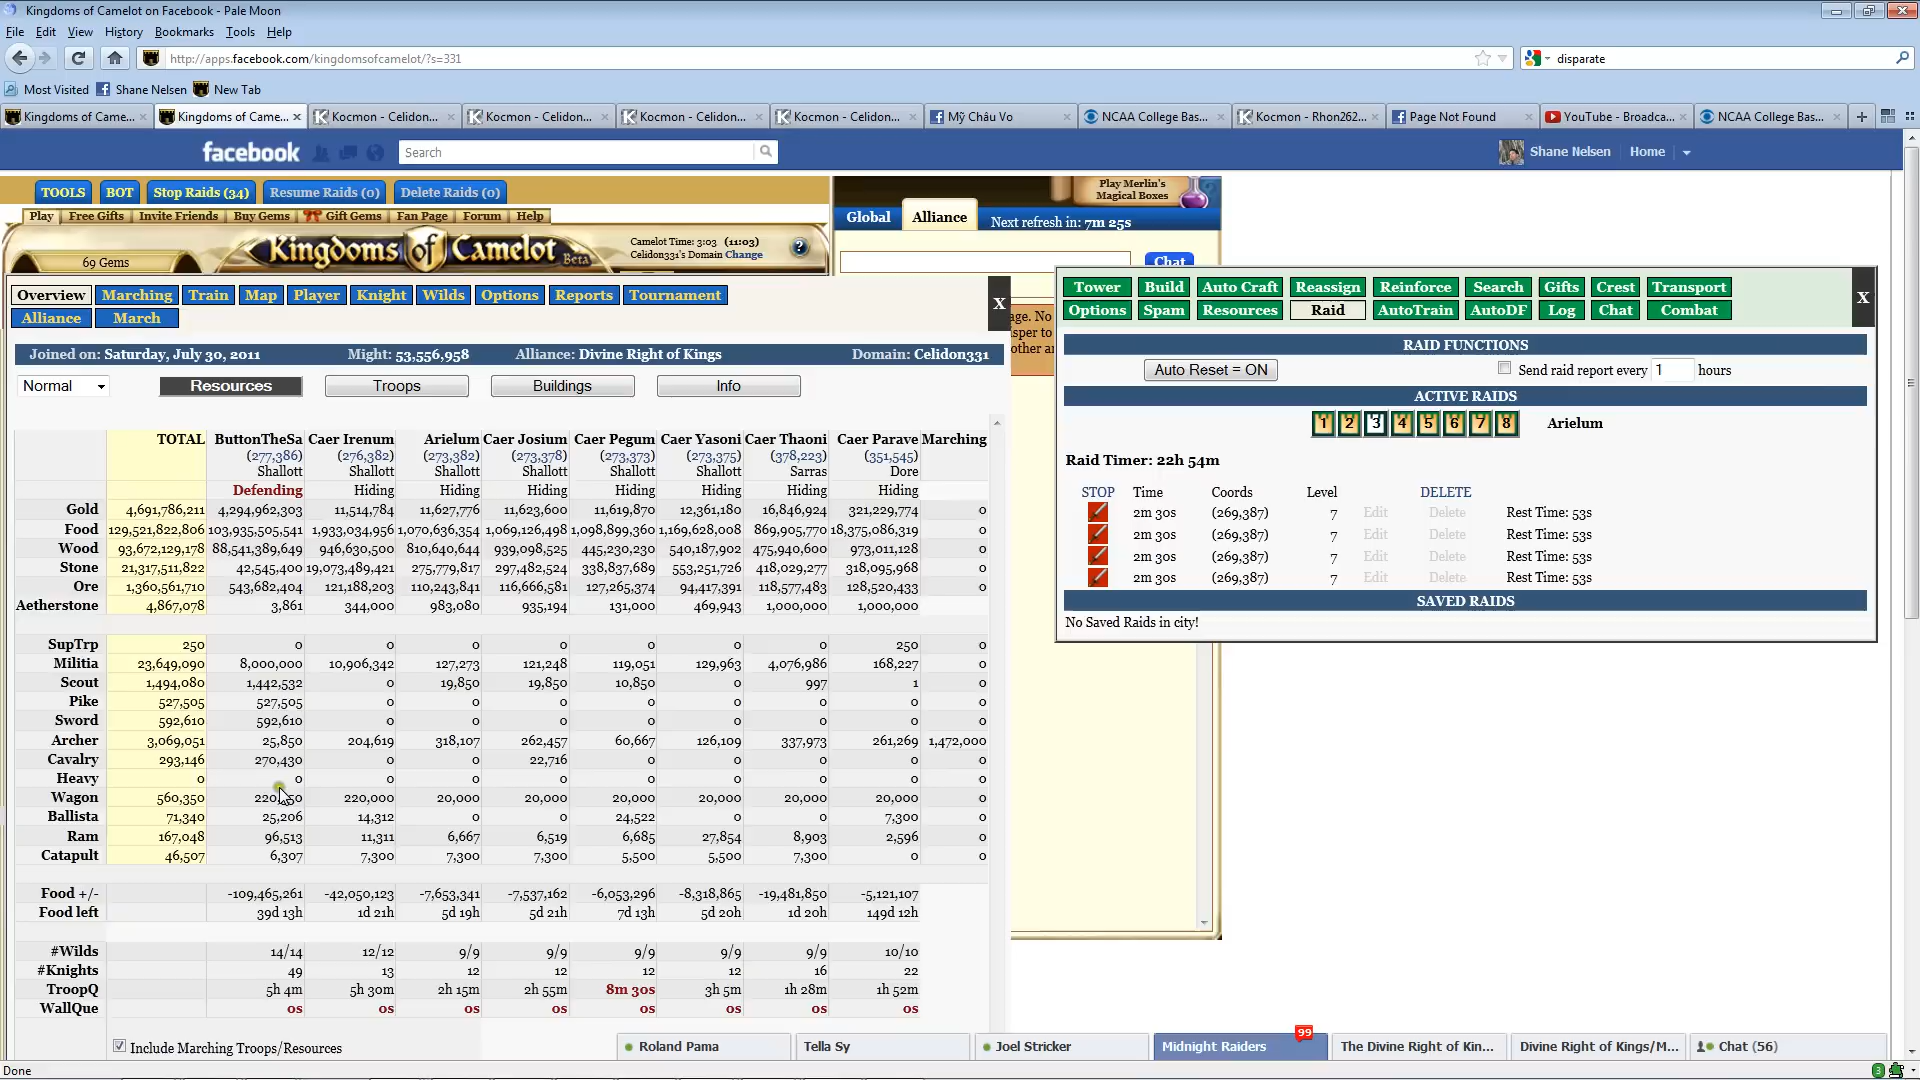 Kingdoms of Camelot on Facebook - Pale Moon
File Edit View History Bookmarks Tools Help
http://apps.facebook.com/kingdomsofcamelot/?s=331
disparate
Most Visited Shane Nelsen New Tab
Kingdoms of Came... Kingdoms of Came... Kocmon - Celidon... Kocmon - Celidon... Kocmon - Celidon... Kocmon - Celidon... Mỹ Châu Vo NCAA College Bas... Kocmon - Rhon262... Page Not Found YouTube - Broadca... NCAA College Bas...
facebook Search Shane Nelsen Home
TOOLS BOT Stop Raids (34) Resume Raids (0) Delete Raids (0)
Play Merlin's
Magical Boxes
Play Free Gifts Invite Friends Buy Gems Gift Gems Fan Page Forum Help
Global Alliance Next refresh in: 7m 25s
Kingdoms of Camelot Beta
Camelot Time: 3:03 (11:03)
Celidon331's Domain Change
?
69 Gems
Chat
Overview Marching Train Map Player Knight Wilds Options Reports Tournament
Alliance March
X
Joined on: Saturday, July 30, 2011 Might: 53,556,958 Alliance: Divine Right of Kings Domain: Celidon331
Normal Resources Troops Buildings Info
TOTAL ButtonTheSa Caer Irenum Arielum Caer Josium Caer Pegum Caer Yasoni Caer Thaoni Caer Parave Marching
(277,386) (276,382) (273,382) (273,378) (273,373) (273,375) (378,223) (351,545)
Shallott Shallott Shallott Shallott Shallott Shallott Sarras Dore
Defending Hiding Hiding Hiding Hiding Hiding Hiding Hiding
Gold 4,691,786,211 4,294,962,303 11,514,784 11,627,776 11,623,600 11,619,870 12,361,180 16,846,924 321,229,774 0
Food 129,521,822,806 103,935,505,541 1,933,034,956 1,070,636,354 1,069,126,498 1,098,899,360 1,169,628,008 869,905,770 18,375,086,319 0
Wood 93,672,129,178 88,541,389,649 946,630,500 810,640,644 939,098,525 445,230,230 540,187,902 475,940,600 973,011,128 0
Stone 21,317,511,822 42,545,400 19,073,489,421 275,779,817 297,482,524 338,837,689 553,251,726 418,029,277 318,095,968 0
Ore 1,360,561,710 543,682,404 121,188,203 110,243,841 116,666,581 127,265,374 94,417,391 118,577,483 128,520,433 0
Aetherstone 4,867,078 3,861 344,000 983,080 935,194 131,000 469,943 1,000,000 1,000,000
SupTrp 250 0 0 0 0 0 0 0 250 0
Militia 23,649,090 8,000,000 10,906,342 127,273 121,248 119,051 129,963 4,076,986 168,227 0
Scout 1,494,080 1,442,532 0 19,850 19,850 10,850 0 997 1 0
Pike 527,505 527,505 0 0 0 0 0 0 0 0
Sword 592,610 592,610 0 0 0 0 0 0 0 0
Archer 3,069,051 25,850 204,619 318,107 262,457 60,667 126,109 337,973 261,269 1,472,000
Cavalry 293,146 270,430 0 0 22,716 0 0 0 0 0
Heavy 0 0 0 0 0 0 0 0 0 0
Wagon 560,350 220,000 20,000 20,000 20,000 20,000 20,000 20,000 0
Ballista 71,340 25,206 14,312 0 0 24,522 0 0 7,300 0
Ram 167,048 96,513 11,311 6,667 6,519 6,685 27,854 8,903 2,596 0
Catapult 46,507 6,307 7,300 7,300 7,300 5,500 5,500 7,300 0 0
Food +/- -109,465,261 -42,050,123 -7,653,341 -7,537,162 -6,053,296 -8,318,865 -19,481,850 -5,121,107
Food left 39d 13h 1d 21h 5d 19h 5d 21h 7d 13h 5d 20h 1d 20h 149d 12h
#Wilds 14/14 12/12 9/9 9/9 9/9 9/9 9/9 10/10
#Knights 49 13 12 12 12 12 16 22
TroopQ 5h 4m 5h 30m 2h 15m 2h 55m 8m 30s 3h 5m 1h 28m 1h 52m
WallQue 0s 0s 0s 0s 0s 0s 0s 0s
Include Marching Troops/Resources
age. No
sper to
other a
Tower Build Auto Craft Reassign Reinforce Search Gifts Crest Transport
Options Spam Resources Raid AutoTrain AutoDF Log Chat Combat
X
RAID FUNCTIONS
Auto Reset = ON Send raid report every 1 hours
ACTIVE RAIDS
1 2 3 4 5 6 7 8 Arielum
Raid Timer: 22h 54m
STOP Time Coords Level DELETE
2m 30s (269,387) 7 Edit Delete Rest Time: 53s
2m 30s (269,387) 7 Edit Delete Rest Time: 53s
2m 30s (269,387) 7 Edit Delete Rest Time: 53s
2m 30s (269,387) 7 Edit Delete Rest Time: 53s
SAVED RAIDS
No Saved Raids in city!
Roland Pama Tella Sy Joel Stricker Midnight Raiders 99 The Divine Right of Kin... Divine Right of Kings/M... Chat (56)
Done 3